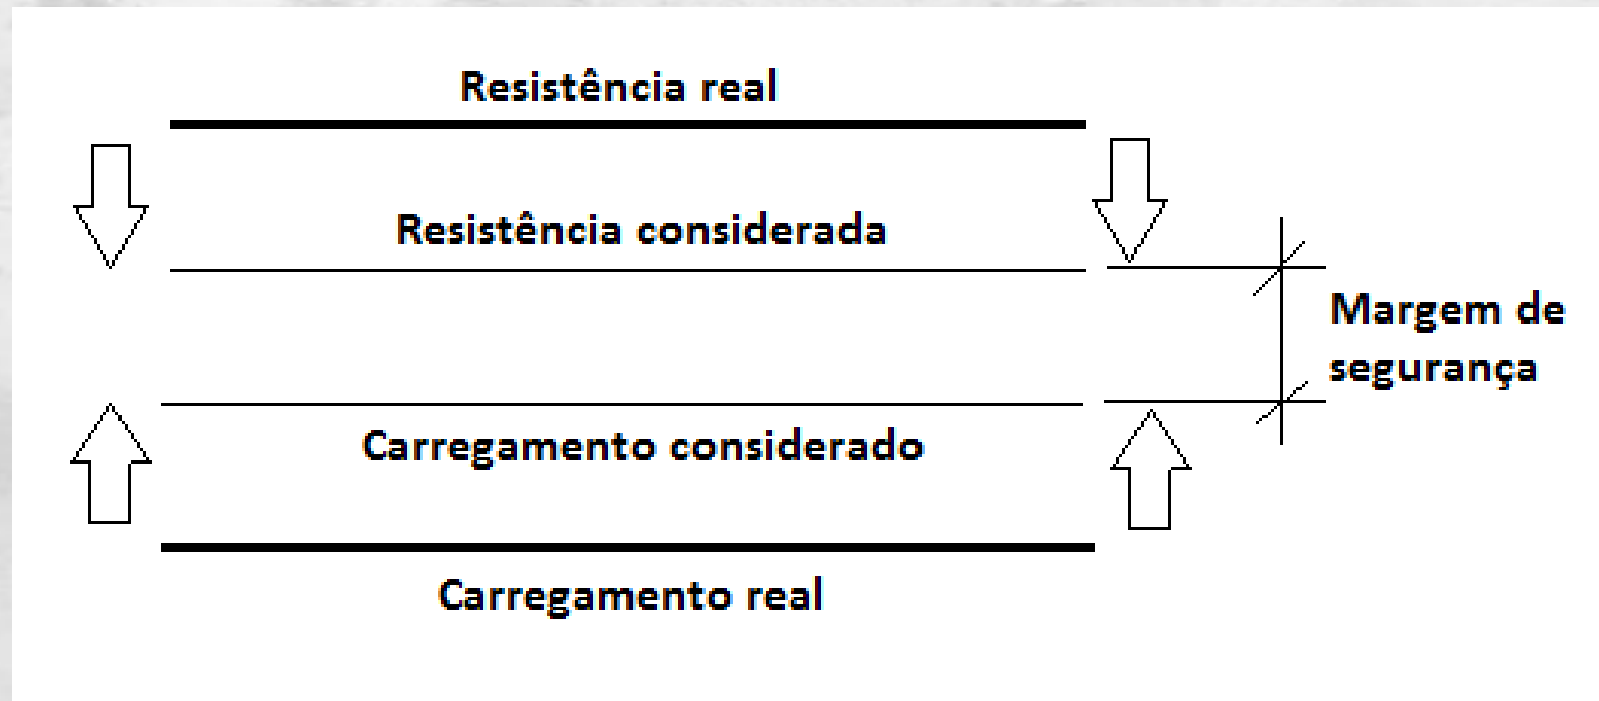 Resistência real
Resistência considerada
Margem de
segurança
Carregamento considerado
Carregamento real